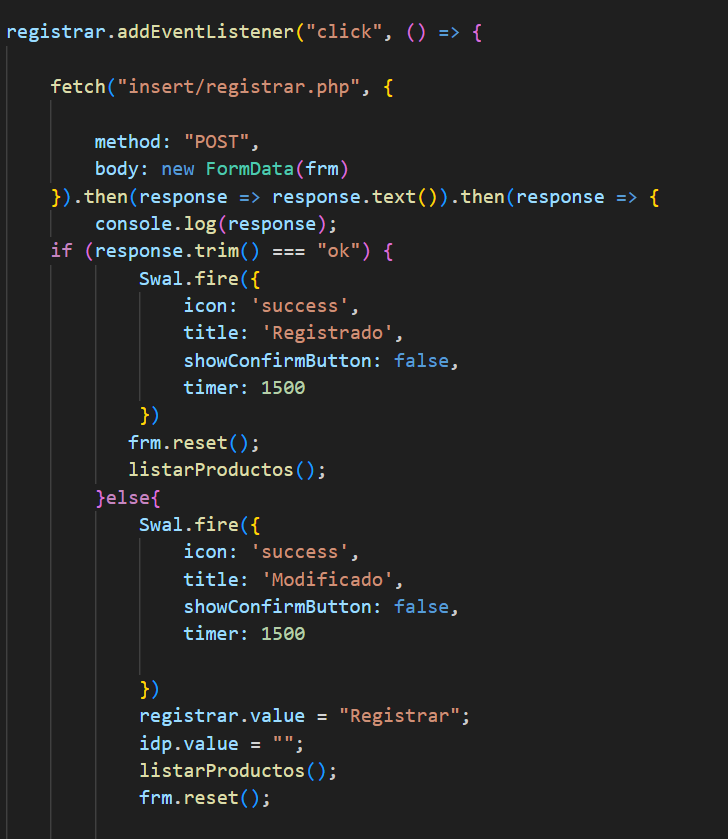 registrar.addEventListener("click", () => {
fetch("insert/registrar.php", {
method: "POST",
body: new FormData(frm)
}).then(response => response.text()).then(response => {
console.log(response);
if (response.trim() === "ok") {
Swal.fire({
icon: 'success',
title: 'Registrado',
showConfirmButton: false,
timer: 1500
})
frm.reset();
listarProductos();
}else{
Swal.fire({
icon: 'success',
title: 'Modificado',
showConfirmButton: false,
timer: 1500
})
registrar.value = "Registrar";
idp.value = "";
listarProductos();
frm.reset();